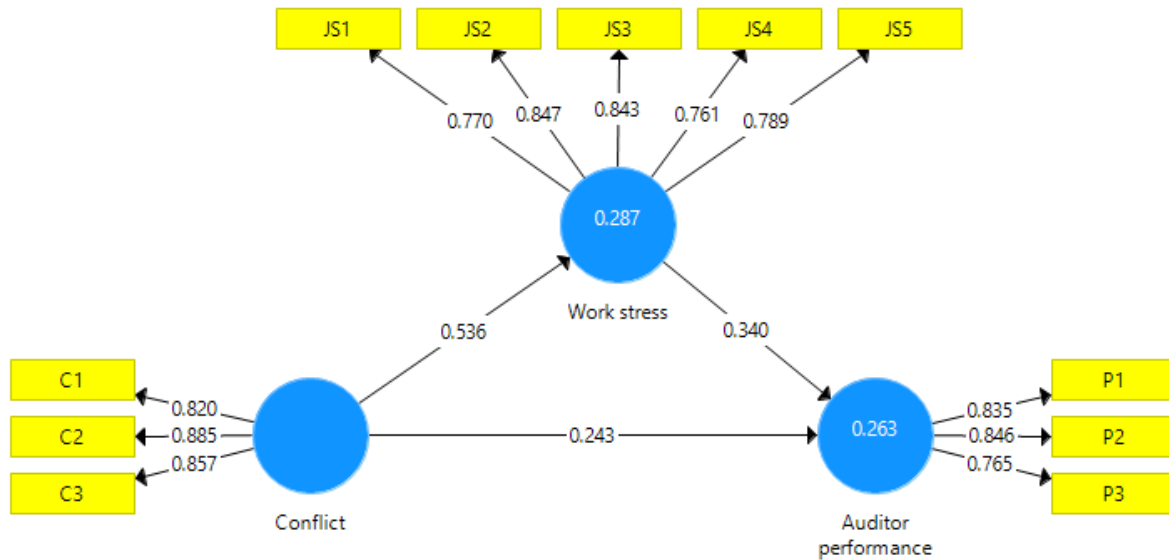 JS1
JS2
JS3
JS4
JS5
0.770
0.847
0.843
0.761
0.789
0.287
Work stress
0.536
0.340
C1
C2
C3
0.820
0.885
0.857
Conflict
0.243
0.263
Auditor
performance
0.835
0.846
0.765
P1
P2
P3